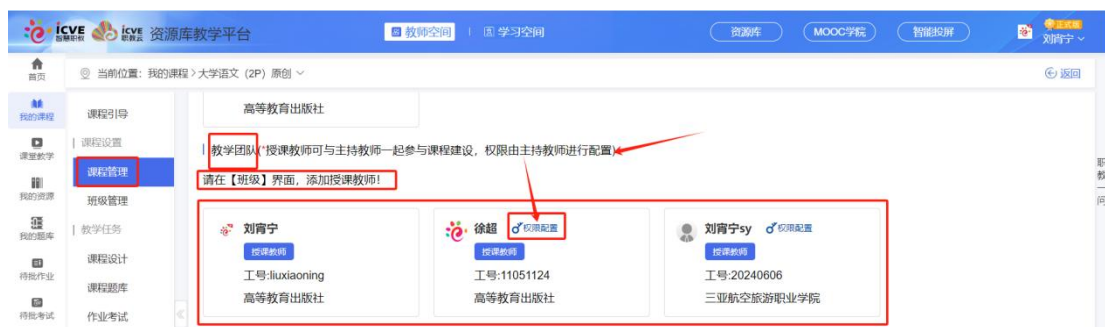 icve 智慧职教 icve 职教云 资源库教学平台 教师空间 学习空间 资源库 MOOC学院 智能投屏 正式版 刘宵宁
首页 当前位置：我的课程 > 大学语文（2P）原创 返回
我的课程
课堂教学
我的资源
我的题库
待批作业
待批考试
课程引导
课程设置
课程管理
班级管理
教学任务
课程设计
课程题库
作业考试
高等教育出版社
教学团队(*授课教师可与主持教师一起参与课程建设，权限由主持教师进行配置)
请在【班级】界面，添加授课教师!
刘宵宁
授课教师
工号:liuxiaoning
高等教育出版社
徐超 权限配置
授课教师
工号:11051124
高等教育出版社
刘宵宁sy 权限配置
授课教师
工号:20240606
三亚航空旅游职业学院